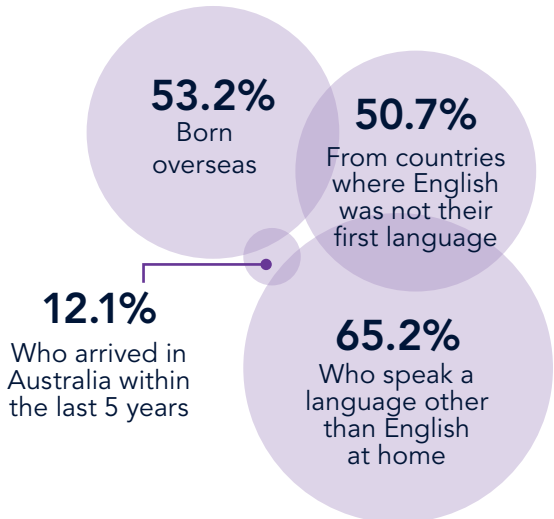 53.2%
Born
overseas
50.7%
From countries
where English
was not their
first language
12.1%
Who arrived in
Australia within
the last 5 years
65.2%
Who speak a
language other
than English
at home